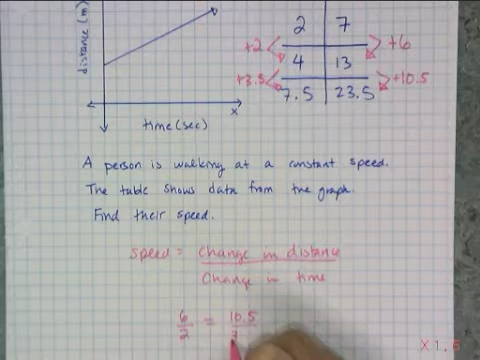 distance (m)
2 7
+2 +6
4 13
+3.5 +10.5
7.5 23.5
x
time (sec)
A person is walking at a constant speed.
The table shows data from the graph.
Find their speed.
speed = change in distance
change in time
6 = 10.5
2